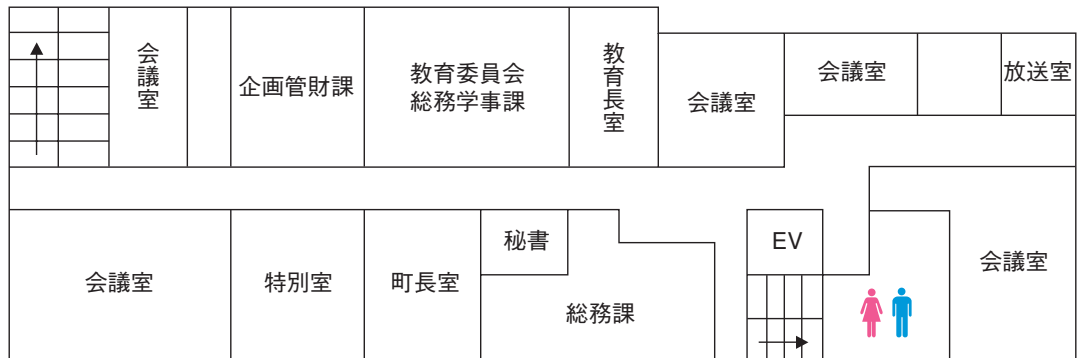 会議室
企画管財課
教育委員会
総務学事課
教育長室
会議室
会議室
放送室
会議室
特別室
町長室
秘書
総務課
EV
会議室